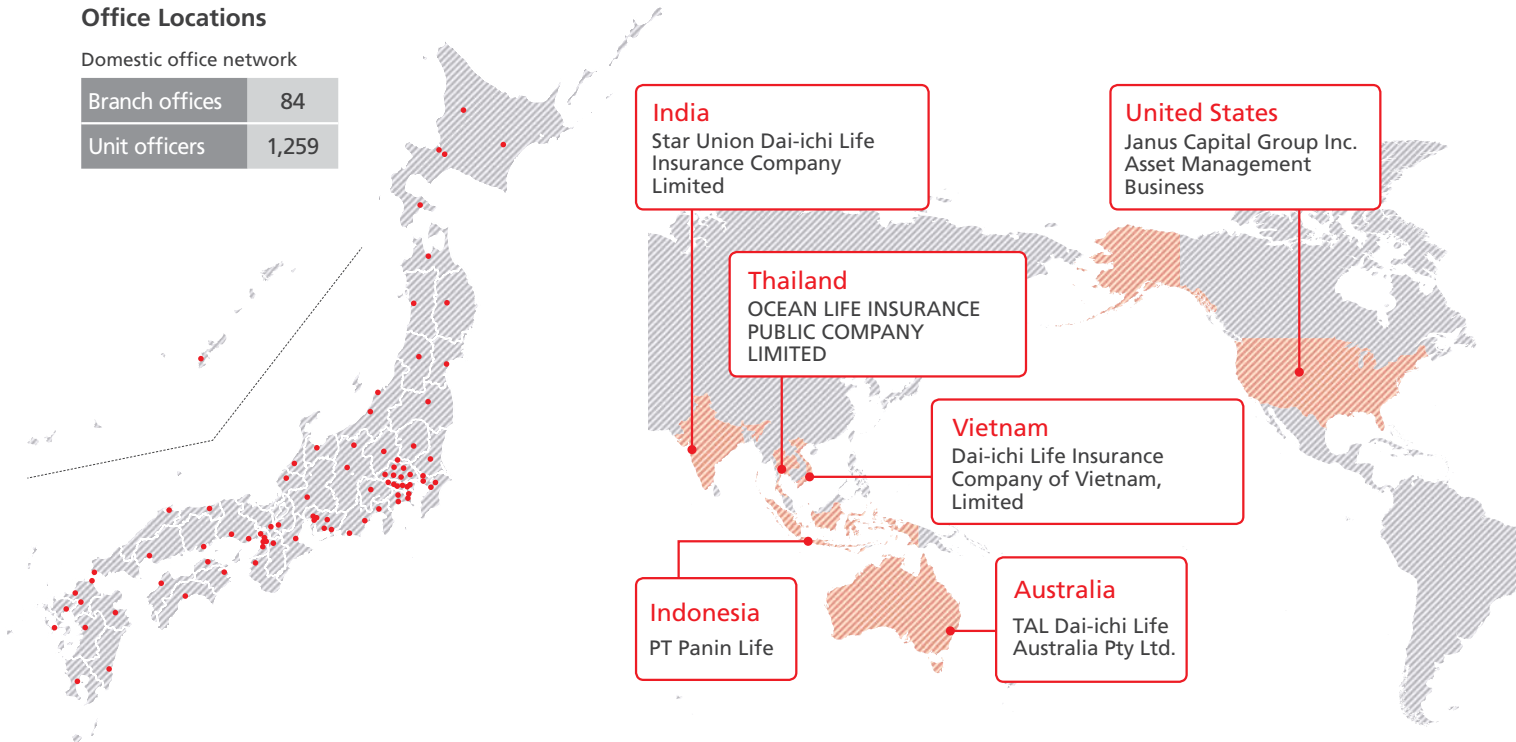 Office Locations
Domestic office network
Branch offices 84
Unit officers 1,259
India
Star Union Dai-ichi Life
Insurance Company
Limited
United States
Janus Capital Group Inc.
Asset Management
Business
Thailand
OCEAN LIFE INSURANCE
PUBLIC COMPANY
LIMITED
Vietnam
Dai-ichi Life Insurance
Company of Vietnam,
Limited
Indonesia
PT Panin Life
Australia
TAL Dai-ichi Life
Australia Pty Ltd.